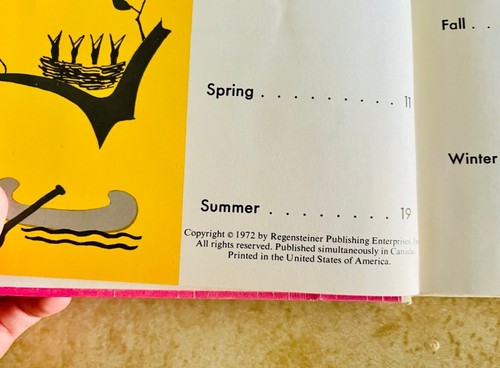 Spring . . . . . . . . . 11
Summer . . . . . . . . . 19
Copyright © 1972 by Regensteiner Publishing Enterprises,
All rights reserved. Published simultaneously in Canada.
Printed in the United States of America.
Fall . .
Winter